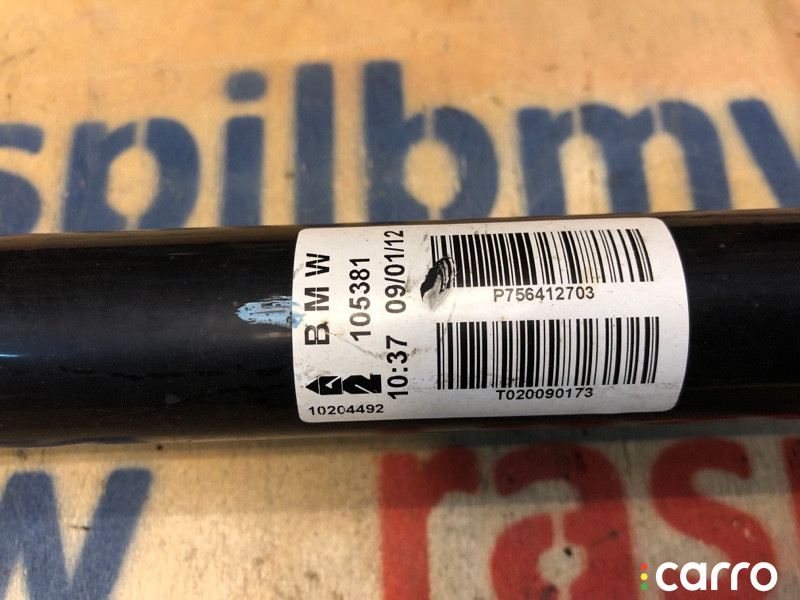 spilbmw
BMW
105381
10:37 09/01/12
10204492
P756412703
T020090173
w
ras
carro